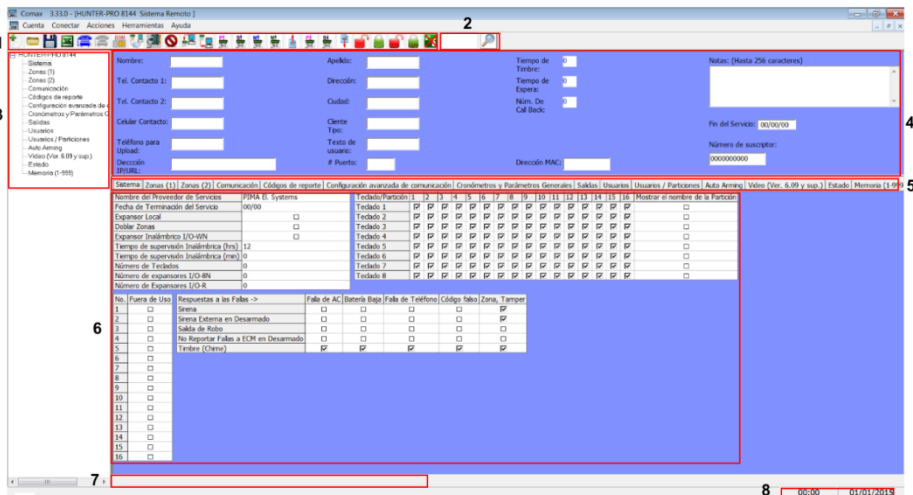 Comax 3.33.0 - [HUNTER-PRO 8144 Sistema Remoto ]
Cuenta Conectar Acciones Herramientas Ayuda
1
2
HUNTER-PRO 8144
Sistema
Zonas (1)
Zonas (2)
Comunicación
Códigos de reporte
Configuración avanzada de c
Cronómetros y Parámetros G
Salidas
Usuarios
Usuarios / Particiones
Auto Arming
Video (Ver. 6.09 y sup.)
Estado
Memoria (1-999)
3
Nombre:
Apellido:
Tiempo de Timbre: 0
Notas: (Hasta 256 caracteres)
Tel. Contacto 1:
Dirección:
Tiempo de Espera: 0
Tel. Contacto 2:
Ciudad:
Núm. De Call Back: 0
Celular Contacto:
Cliente Tipo:
Fin del Servicio: 00/00/00
Teléfono para Upload:
Texto de usuario:
Número de suscriptor:
0000000000
Dirección IP/URL:
# Puerto:
Dirección MAC:
4
Sistema Zonas (1) Zonas (2) Comunicación Códigos de reporte Configuración avanzada de comunicación Cronómetros y Parámetros Generales Salidas Usuarios Usuarios / Particiones Auto Arming Video (Ver. 6.09 y sup.) Estado Memoria (1-999
5
Nombre del Proveedor de Servicios PIMA El. Systems
Fecha de Terminación del Servicio 00/00
Expansor Local
Doblar Zonas
Expansor Inalámbrico I/O-WN
Tiempo de supervisión Inalámbrica (hrs) 12
Tiempo de supervisión Inalámbrica (min) 0
Número de Teclados 0
Número de expansores I/O-8N 0
Número de Expansores I/O-R 0
Teclado/Partición 1 2 3 4 5 6 7 8 9 10 11 12 13 14 15 16 Mostrar el nombre de la Partición
Teclado 1
Teclado 2
Teclado 3
Teclado 4
Teclado 5
Teclado 6
Teclado 7
Teclado 8
No. Fuera de Uso
1
2
3
4
5
6
7
8
9
10
11
12
13
14
15
16
Respuestas a las Fallas -> Falla de AC Batería Baja Falla de Teléfono Código falso Zona, Tamper
Sirena
Sirena Externa en Desarmado
Salida de Robo
No Reportar Fallas a ECM en Desarmado
Timbre (Chime)
6
7
8
00:00 01/01/2015